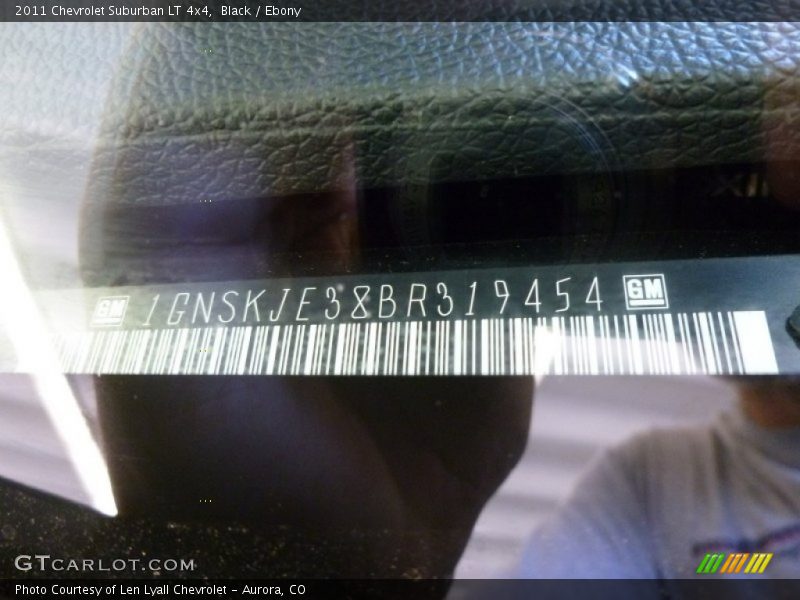 2011 Chevrolet Suburban LT 4x4, Black / Ebony
GM 1GNSKJE38BR319454 GM
GTCARLOT.COM
Photo Courtesy of Len Lyall Chevrolet - Aurora, CO